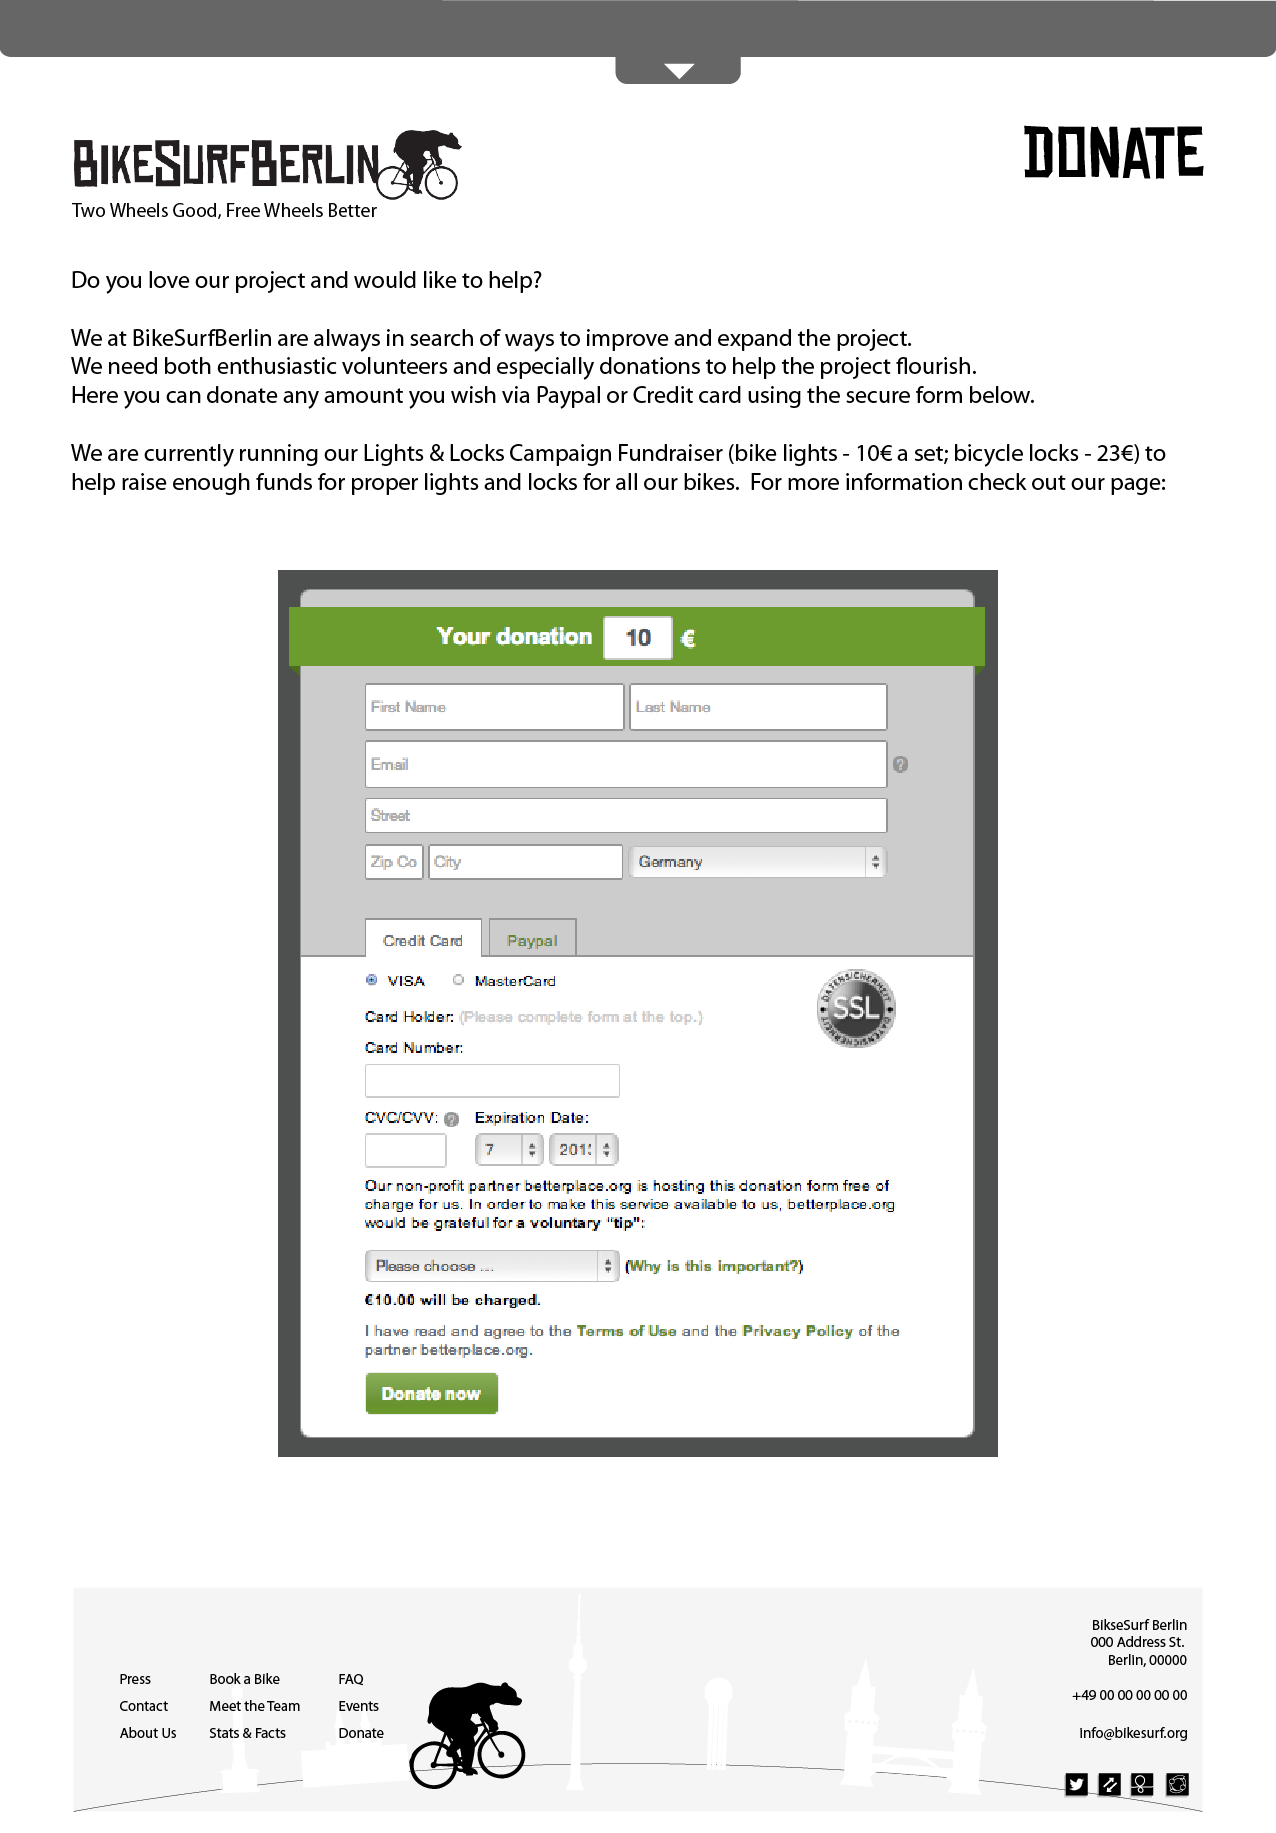 BIKESURFBERLIN
DONATE
Two Wheels Good, Free Wheels Better
Do you love our project and would like to help?
We at BikeSurfBerlin are always in search of ways to improve and expand the project.
We need both enthusiastic volunteers and especially donations to help the project flourish.
Here you can donate any amount you wish via Paypal or Credit card using the secure form below.
We are currently running our Lights & Locks Campaign Fundraiser (bike lights - 10€ a set; bicycle locks - 23€) to
help raise enough funds for proper lights and locks for all our bikes.  For more information check out our page:
Your donation 10 €
First Name Last Name
Email ?
Street
Zip Co City Germany
Credit Card Paypal
VISA MasterCard
DATENSICHERHEIT
SSL
DATENSICHERHEIT
Card Holder: (Please complete form at the top.)
Card Number:
CVC/CVV: ? Expiration Date:
7
Our non-profit partner betterplace.org is hosting this donation form free of
charge for us. In order to make this service available to us, betterplace.org
would be grateful for a voluntary “tip”:
Please choose ... (Why is this important?)
€10.00 will be charged.
I have read and agree to the Terms of Use and the Privacy Policy of the
partner betterplace.org.
Donate now
Press Book a Bike FAQ
Contact Meet the Team Events
About Us Stats & Facts Donate
BikseSurf Berlin
000 Address St.
Berlin, 00000
+49 00 00 00 00 00
info@bikesurf.org